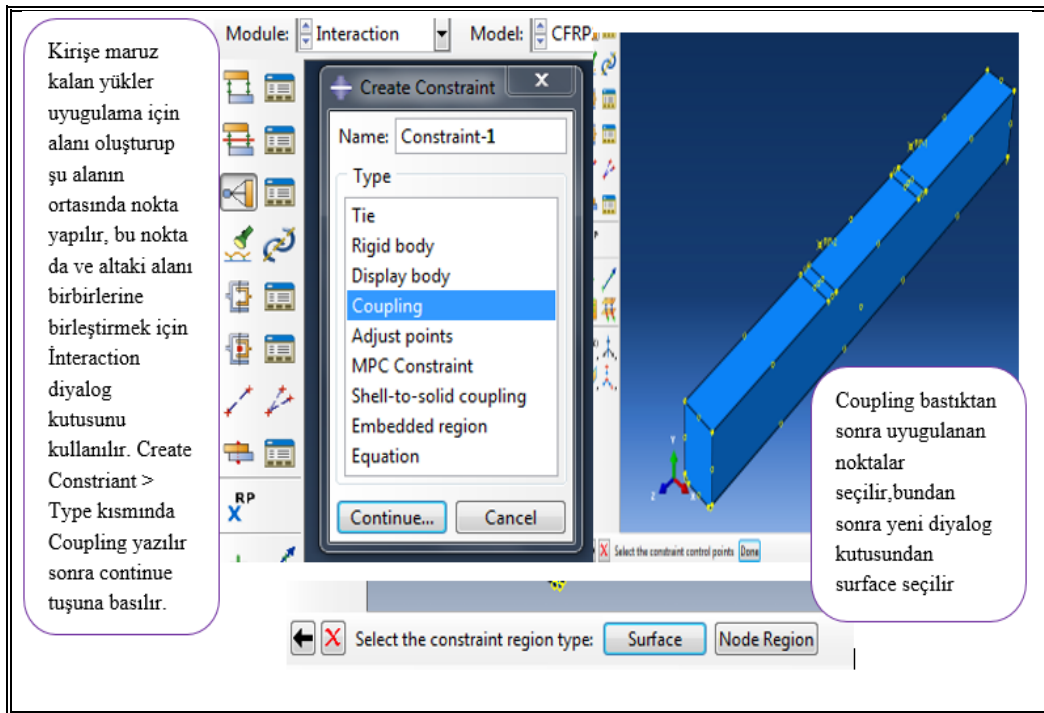 Kirişe maruz
kalan yükler
uyugulama için
alanı oluşturup
şu alanın
ortasında nokta
yapılır, bu nokta
da ve altaki alanı
birbirlerine
birleştirmek için
İnteraction
diyalog
kutusunu
kullanılır. Create
Constriant >
Type kısmında
Coupling yazılır
sonra continue
tuşuna basılır.
Module: Interaction Model: CFRP
Create Constraint
Name: Constraint-1
Type
Tie
Rigid body
Display body
Coupling
Adjust points
MPC Constraint
Shell-to-solid coupling
Embedded region
Equation
Continue... Cancel
RP
X
Y
Z X
Select the constraint control points Done
Coupling bastıktan
sonra uyugulanan
noktalar
seçilir,bundan
sonra yeni diyalog
kutusundan
surface seçilir
Select the constraint region type: Surface Node Region